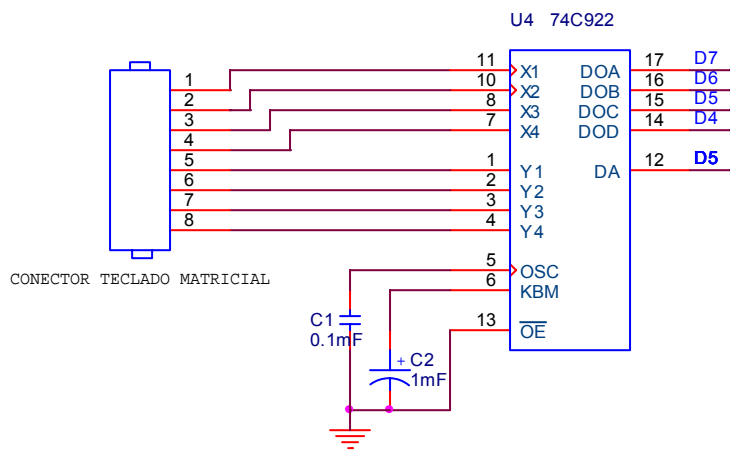 U4 74C922
1
2
3
4
5
6
7
8
CONECTOR TECLADO MATRICIAL
11 X1 DOA 17 D7
10 X2 DOB 16 D6
8 X3 DOC 15 D5
7 X4 DOD 14 D4
1 Y1 DA 12 D5
2 Y2
3 Y3
4 Y4
5 OSC
6 KBM
13 OE
C1
0.1mF
+ C2
1mF